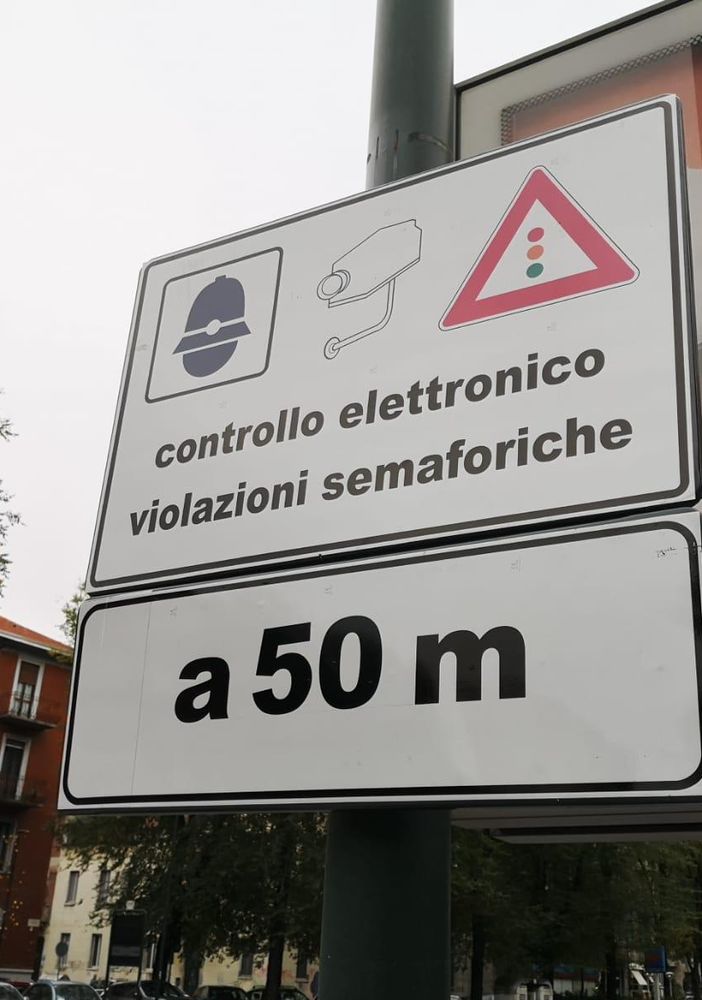 controllo elettronico
violazioni semaforiche
a 50 m